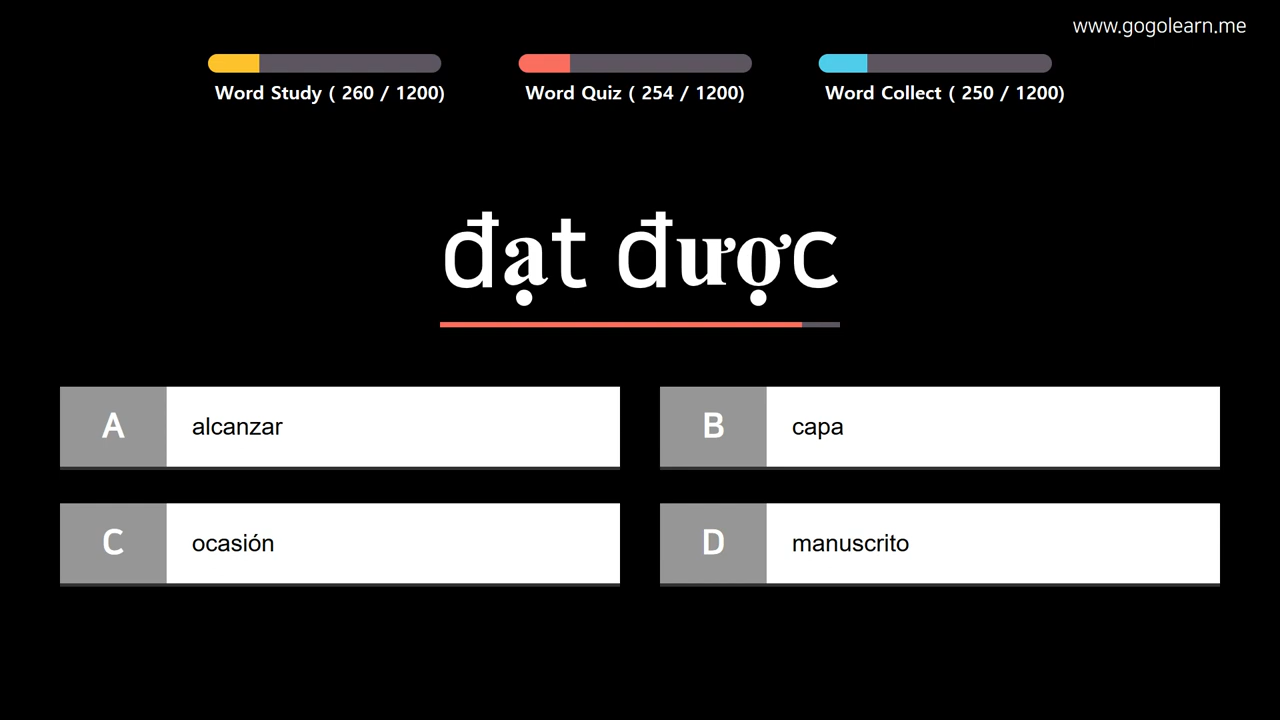 www.gogolearn.me
Word Study ( 260 / 1200)
Word Quiz ( 254 / 1200)
Word Collect ( 250 / 1200)
đạt được
A alcanzar
B capa
C ocasión
D manuscrito